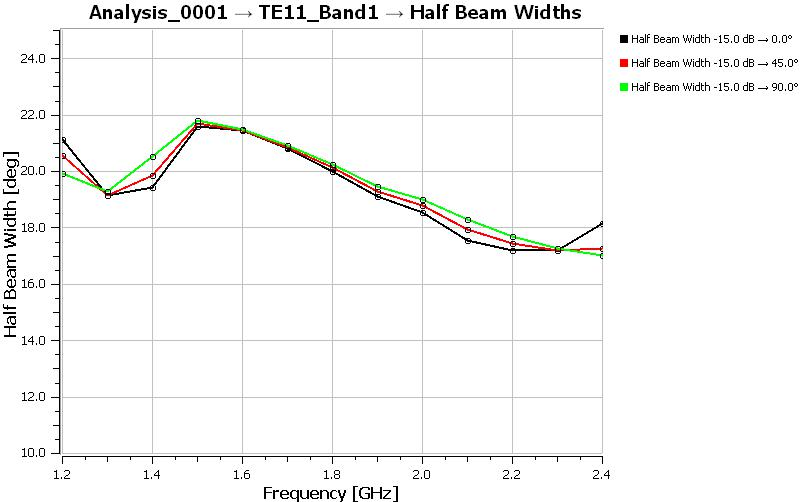 Analysis_0001 → TE11_Band1 → Half Beam Widths
Half Beam Width -15.0 dB → 0.0°
Half Beam Width -15.0 dB → 45.0°
Half Beam Width -15.0 dB → 90.0°
Half Beam Width [deg]
24.0
22.0
20.0
18.0
16.0
14.0
12.0
10.0
1.2 1.4 1.6 1.8 2.0 2.2 2.4
Frequency [GHz]